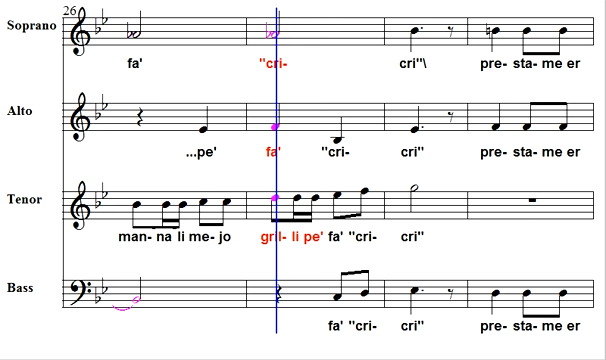 26
Soprano
fa' "cri- cri"\ pre- sta- me er
Alto
...pe' fa' "cri- cri" pre- sta- me er
Tenor
man- na li me- jo gril- li pe' fa' "cri- cri"
Bass
fa' "cri- cri" pre- sta- me er